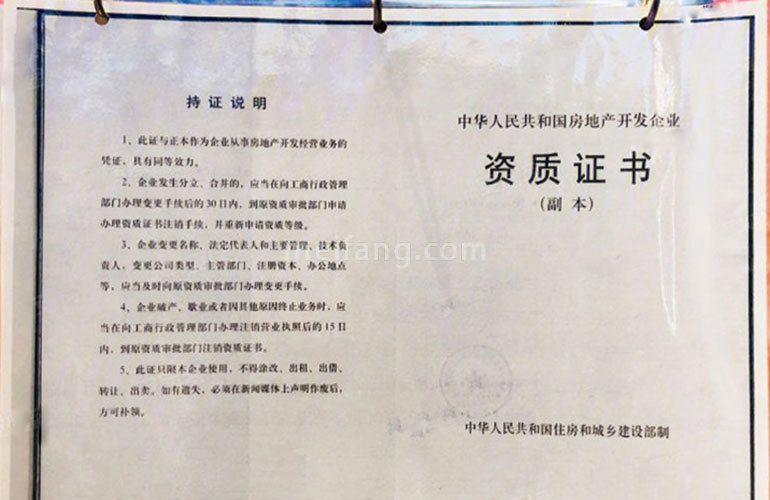 持证说明
1、此证与正本作为企业从事房地产开发经营业务的
凭证，具有同等效力。
2、企业发生分立、合并的，应当在向工商行政管理
部门办理变更手续后的30日内，到原资质审批部门申请
办理资质证书注销手续，并重新申请资质等级。
3、企业变更名称、法定代表人和主要管理、技术负
责人，变更公司类型、主管部门、注册资本、办公地点
等，应当及时向原资质审批部门办理变更手续。
4、企业破产、歇业或者因其他原因终止业务时，应
当在向工商行政管理部门办理注销营业执照后的15日
内，到原资质审批部门注销资质证书。
5、此证只限本企业使用，不得涂改、出租、出借、
转让、出卖。如有遗失，必须在新闻媒体上声明作废后，
方可补领。
中华人民共和国房地产开发企业
资质证书
（副本）
中华人民共和国住房和城乡建设部制